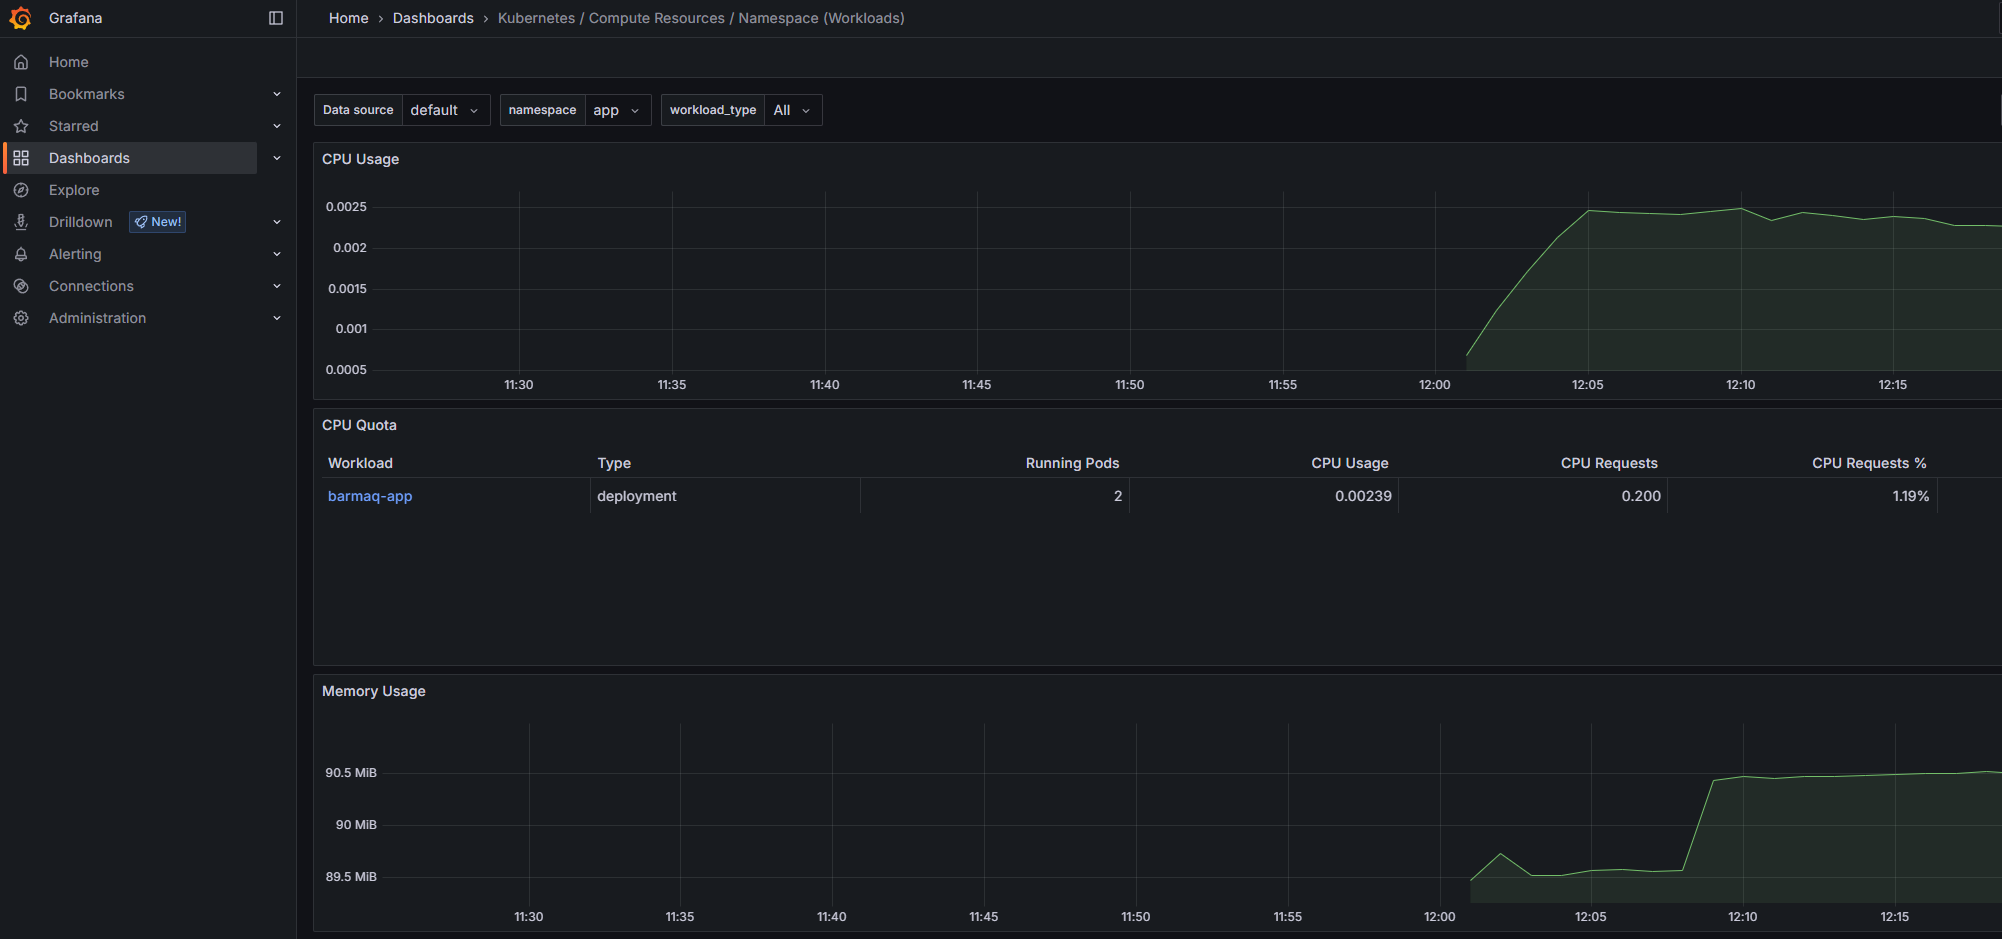 Grafana
Home › Dashboards › Kubernetes / Compute Resources / Namespace (Workloads)
Home
Bookmarks
Starred
Dashboards
Explore
Drilldown New!
Alerting
Connections
Administration
Data source default namespace app workload_type All
CPU Usage
0.0025
0.002
0.0015
0.001
0.0005
11:30 11:35 11:40 11:45 11:50 11:55 12:00 12:05 12:10 12:15
CPU Quota
Workload Type Running Pods CPU Usage CPU Requests CPU Requests %
barmaq-app deployment 2 0.00239 0.200 1.19%
Memory Usage
90.5 MiB
90 MiB
89.5 MiB
11:30 11:35 11:40 11:45 11:50 11:55 12:00 12:05 12:10 12:15